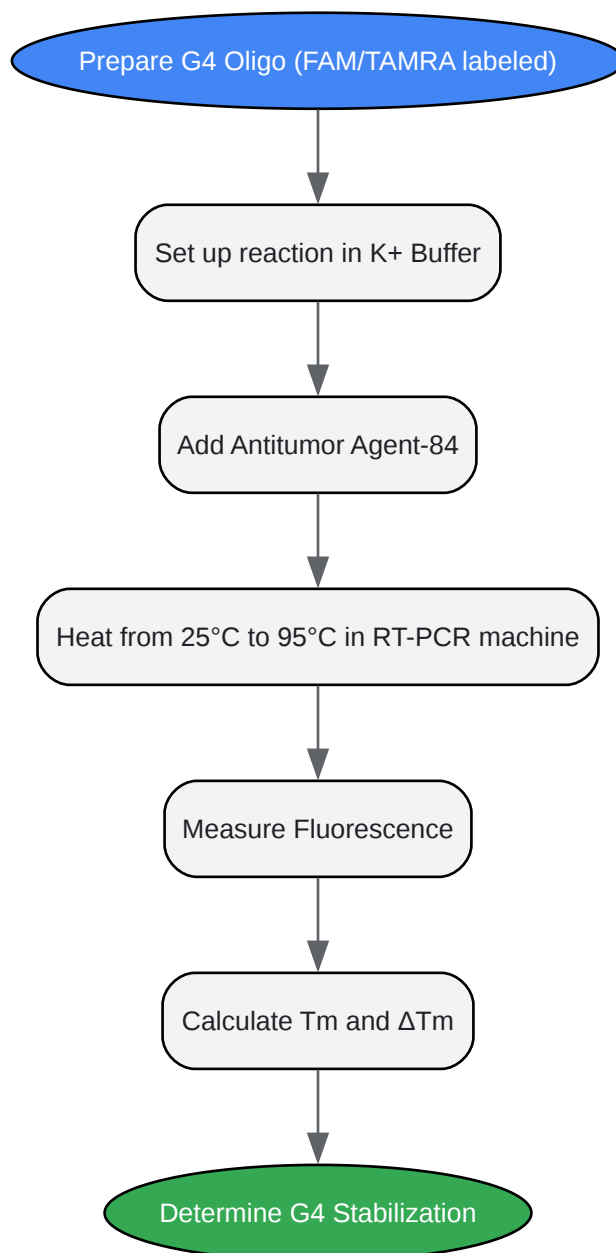 Prepare G4 Oligo (FAM/TAMRA labeled)
Set up reaction in K+ Buffer
Add Antitumor Agent-84
Heat from 25°C to 95°C in RT-PCR machine
Measure Fluorescence
Calculate Tm and ΔTm
Determine G4 Stabilization